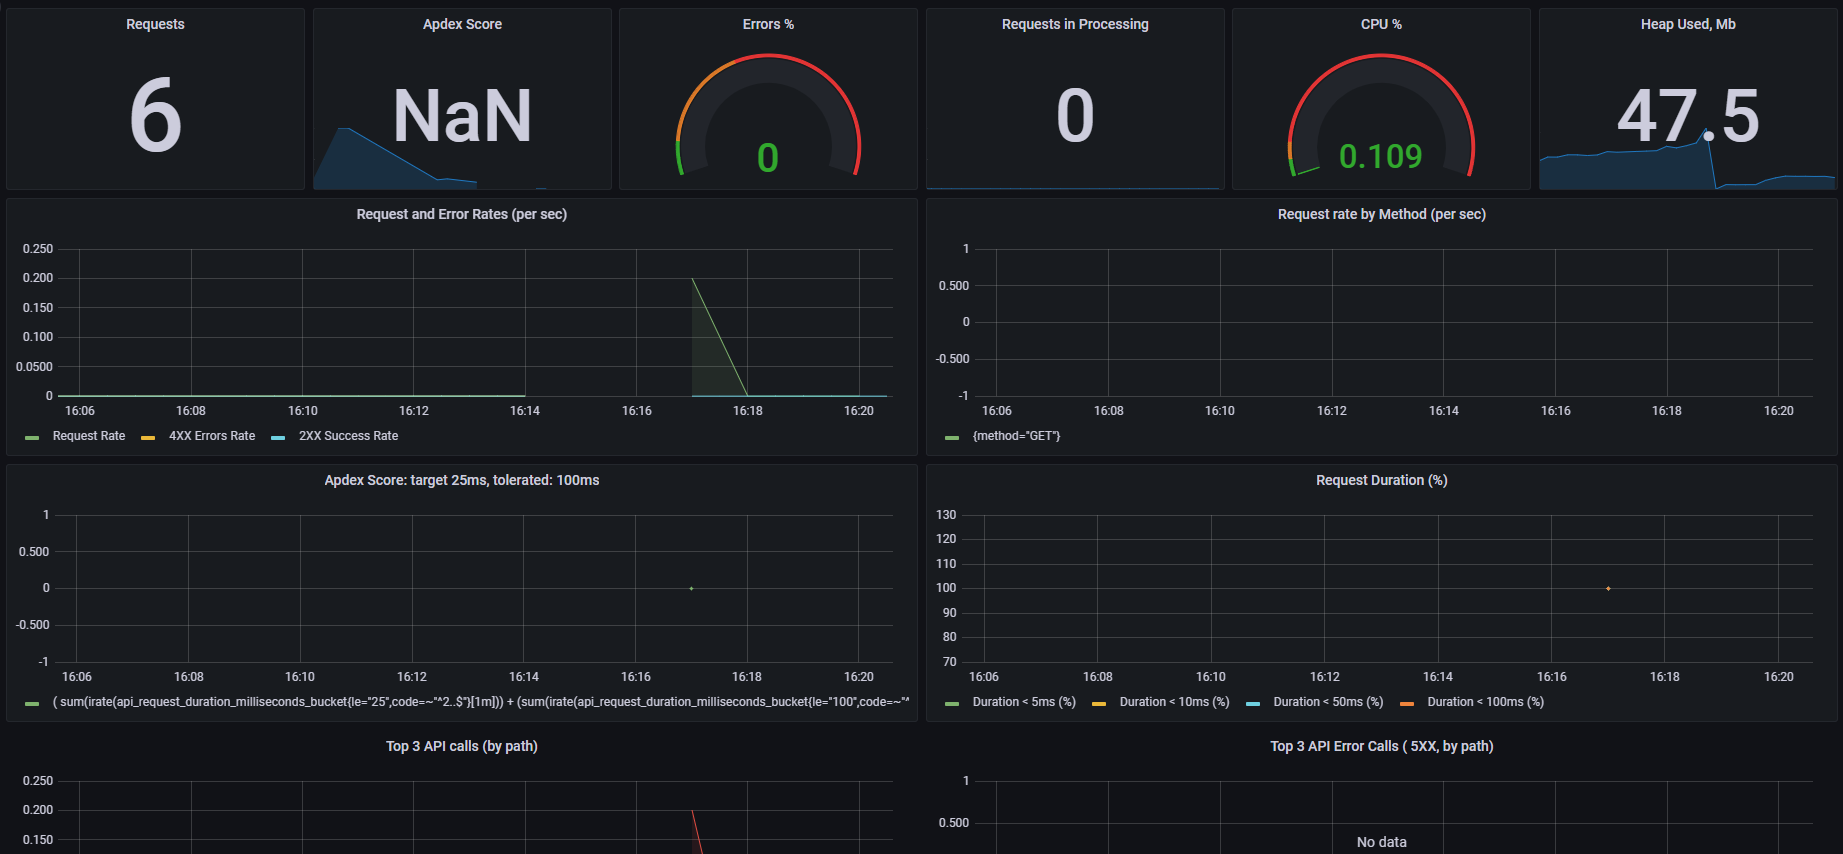 Requests
6
Apdex Score
NaN
Errors %
0
Requests in Processing
0
CPU %
0.109
Heap Used, Mb
47.5
Request and Error Rates (per sec)
0.250
0.200
0.150
0.100
0.0500
0
16:06 16:08 16:10 16:12 16:14 16:16 16:18 16:20
Request Rate 4XX Errors Rate 2XX Success Rate
Request rate by Method (per sec)
1
0.500
0
-0.500
-1
16:06 16:08 16:10 16:12 16:14 16:16 16:18 16:20
{method="GET"}
Apdex Score: target 25ms, tolerated: 100ms
1
0.500
0
-0.500
-1
16:06 16:08 16:10 16:12 16:14 16:16 16:18 16:20
( sum(irate(api_request_duration_milliseconds_bucket{le="25",code=~"^2..$"}[1m])) + (sum(irate(api_request_duration_milliseconds_bucket{le="100",code=~"^
Request Duration (%)
130
120
110
100
90
80
70
16:06 16:08 16:10 16:12 16:14 16:16 16:18 16:20
Duration < 5ms (%) Duration < 10ms (%) Duration < 50ms (%) Duration < 100ms (%)
Top 3 API calls (by path)
0.250
0.200
0.150
Top 3 API Error Calls ( 5XX, by path)
1
0.500
No data